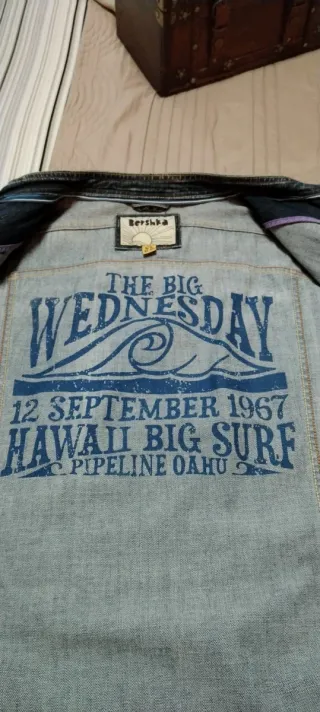 Bershka
THE BIG
WEDNESDAY
12 SEPTEMBER 1967
HAWAII BIG SURF
PIPELINE OAHU